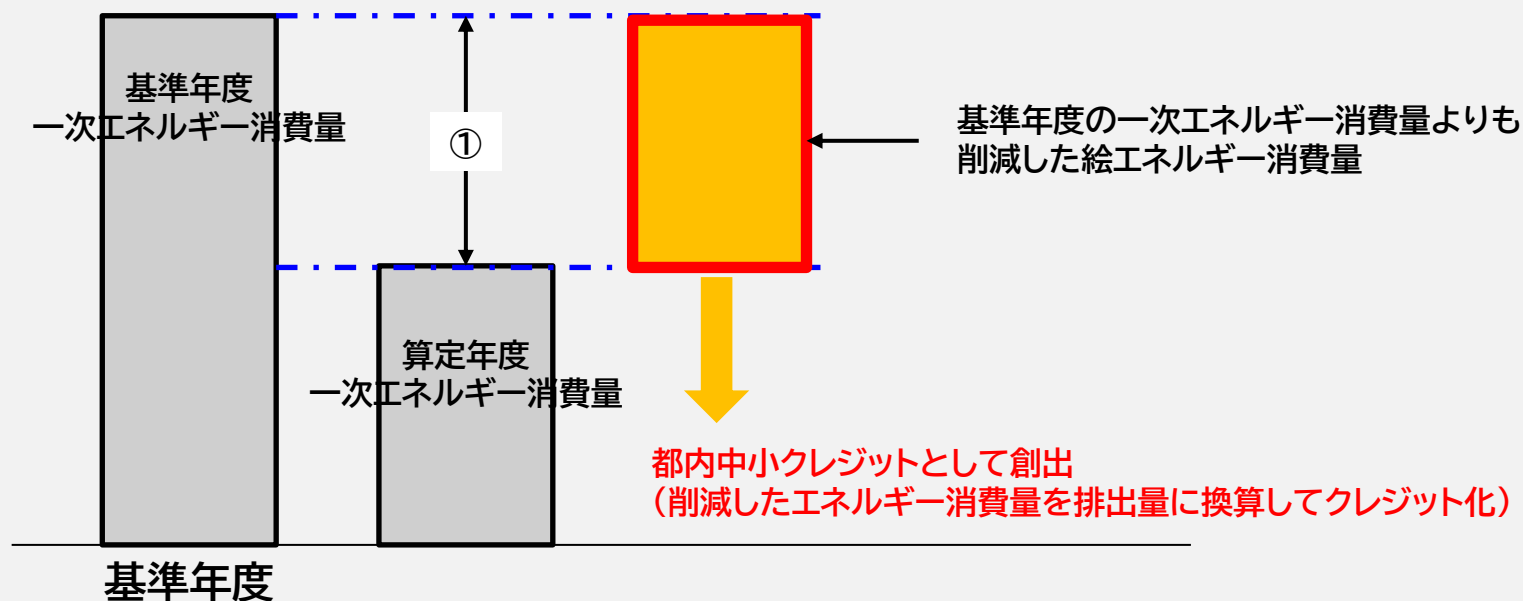 基準年度
一次エネルギー消費量
①
基準年度の一次エネルギー消費量よりも
削減した絵エネルギー消費量
算定年度
一次エネルギー消費量
都内中小クレジットとして創出
（削減したエネルギー消費量を排出量に換算してクレジット化）
基準年度